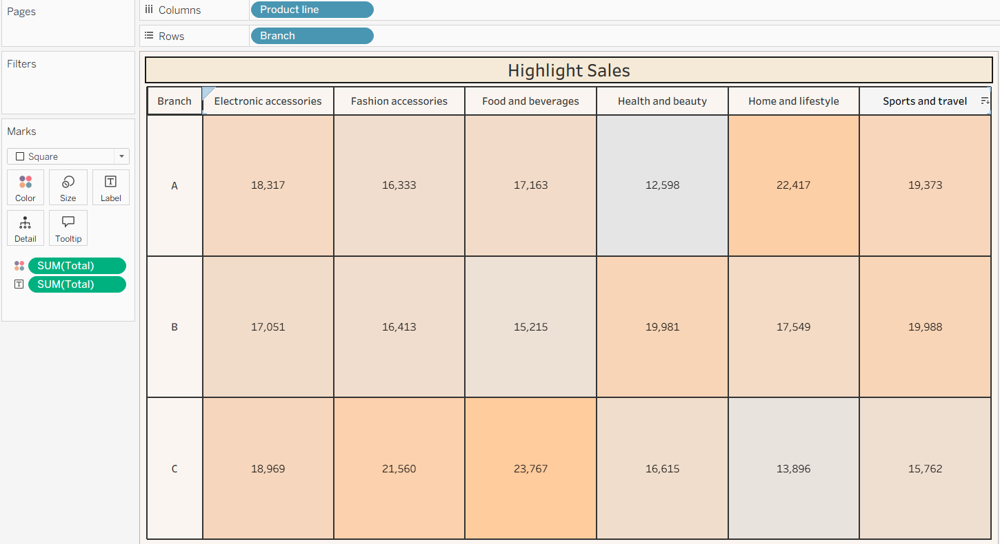 Pages
Columns
Product line
Rows
Branch
Filters
Highlight Sales
Branch Electronic accessories Fashion accessories Food and beverages Health and beauty Home and lifestyle Sports and travel
Marks
Square
Color Size T Label
Detail Tooltip
SUM(Total)
T SUM(Total)
A 18,317 16,333 17,163 12,598 22,417 19,373
B 17,051 16,413 15,215 19,981 17,549 19,988
C 18,969 21,560 23,767 16,615 13,896 15,762